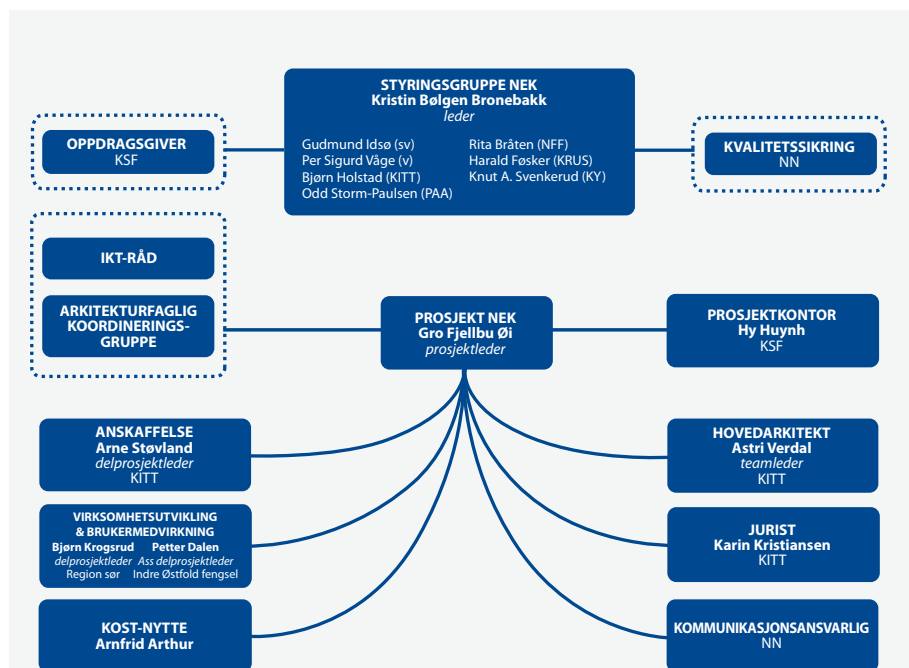 STYRINGSGRUPPE NEK
Kristin Bølgen Bronebakk
leder
Gudmund Idsø (sv)
Per Sigurd Våge (v)
Bjørn Holstad (KITT)
Odd Storm-Paulsen (PAA)
Rita Bråten (NFF)
Harald Føsker (KRUS)
Knut A. Svenkerud (KY)
OPPDRAGSGIVER
KSF
KVALITETSSIKRING
NN
IKT-RÅD
ARKITEKTURFAGLIG
KOORDINERINGS-
GRUPPE
PROSJEKT NEK
Gro Fjellbu Øi
prosjektleder
PROSJEKTKONTOR
Hy Huynh
KSF
ANSKAFFELSE
Arne Støvland
delprosjektleder
KITT
HOVEDARKITEKT
Astri Verdal
teamleder
KITT
VIRKSOMHETSUTVIKLING
& BRUKERMEDVIRKNING
Bjørn Krogsrud Petter Dalen
delprosjektleder Ass delprosjektleder
Region sør Indre Østfold fengsel
JURIST
Karin Kristiansen
KITT
KOST-NYTTE
Arnfrid Arthur
KOMMUNIKASJONSANSVARLIG
NN